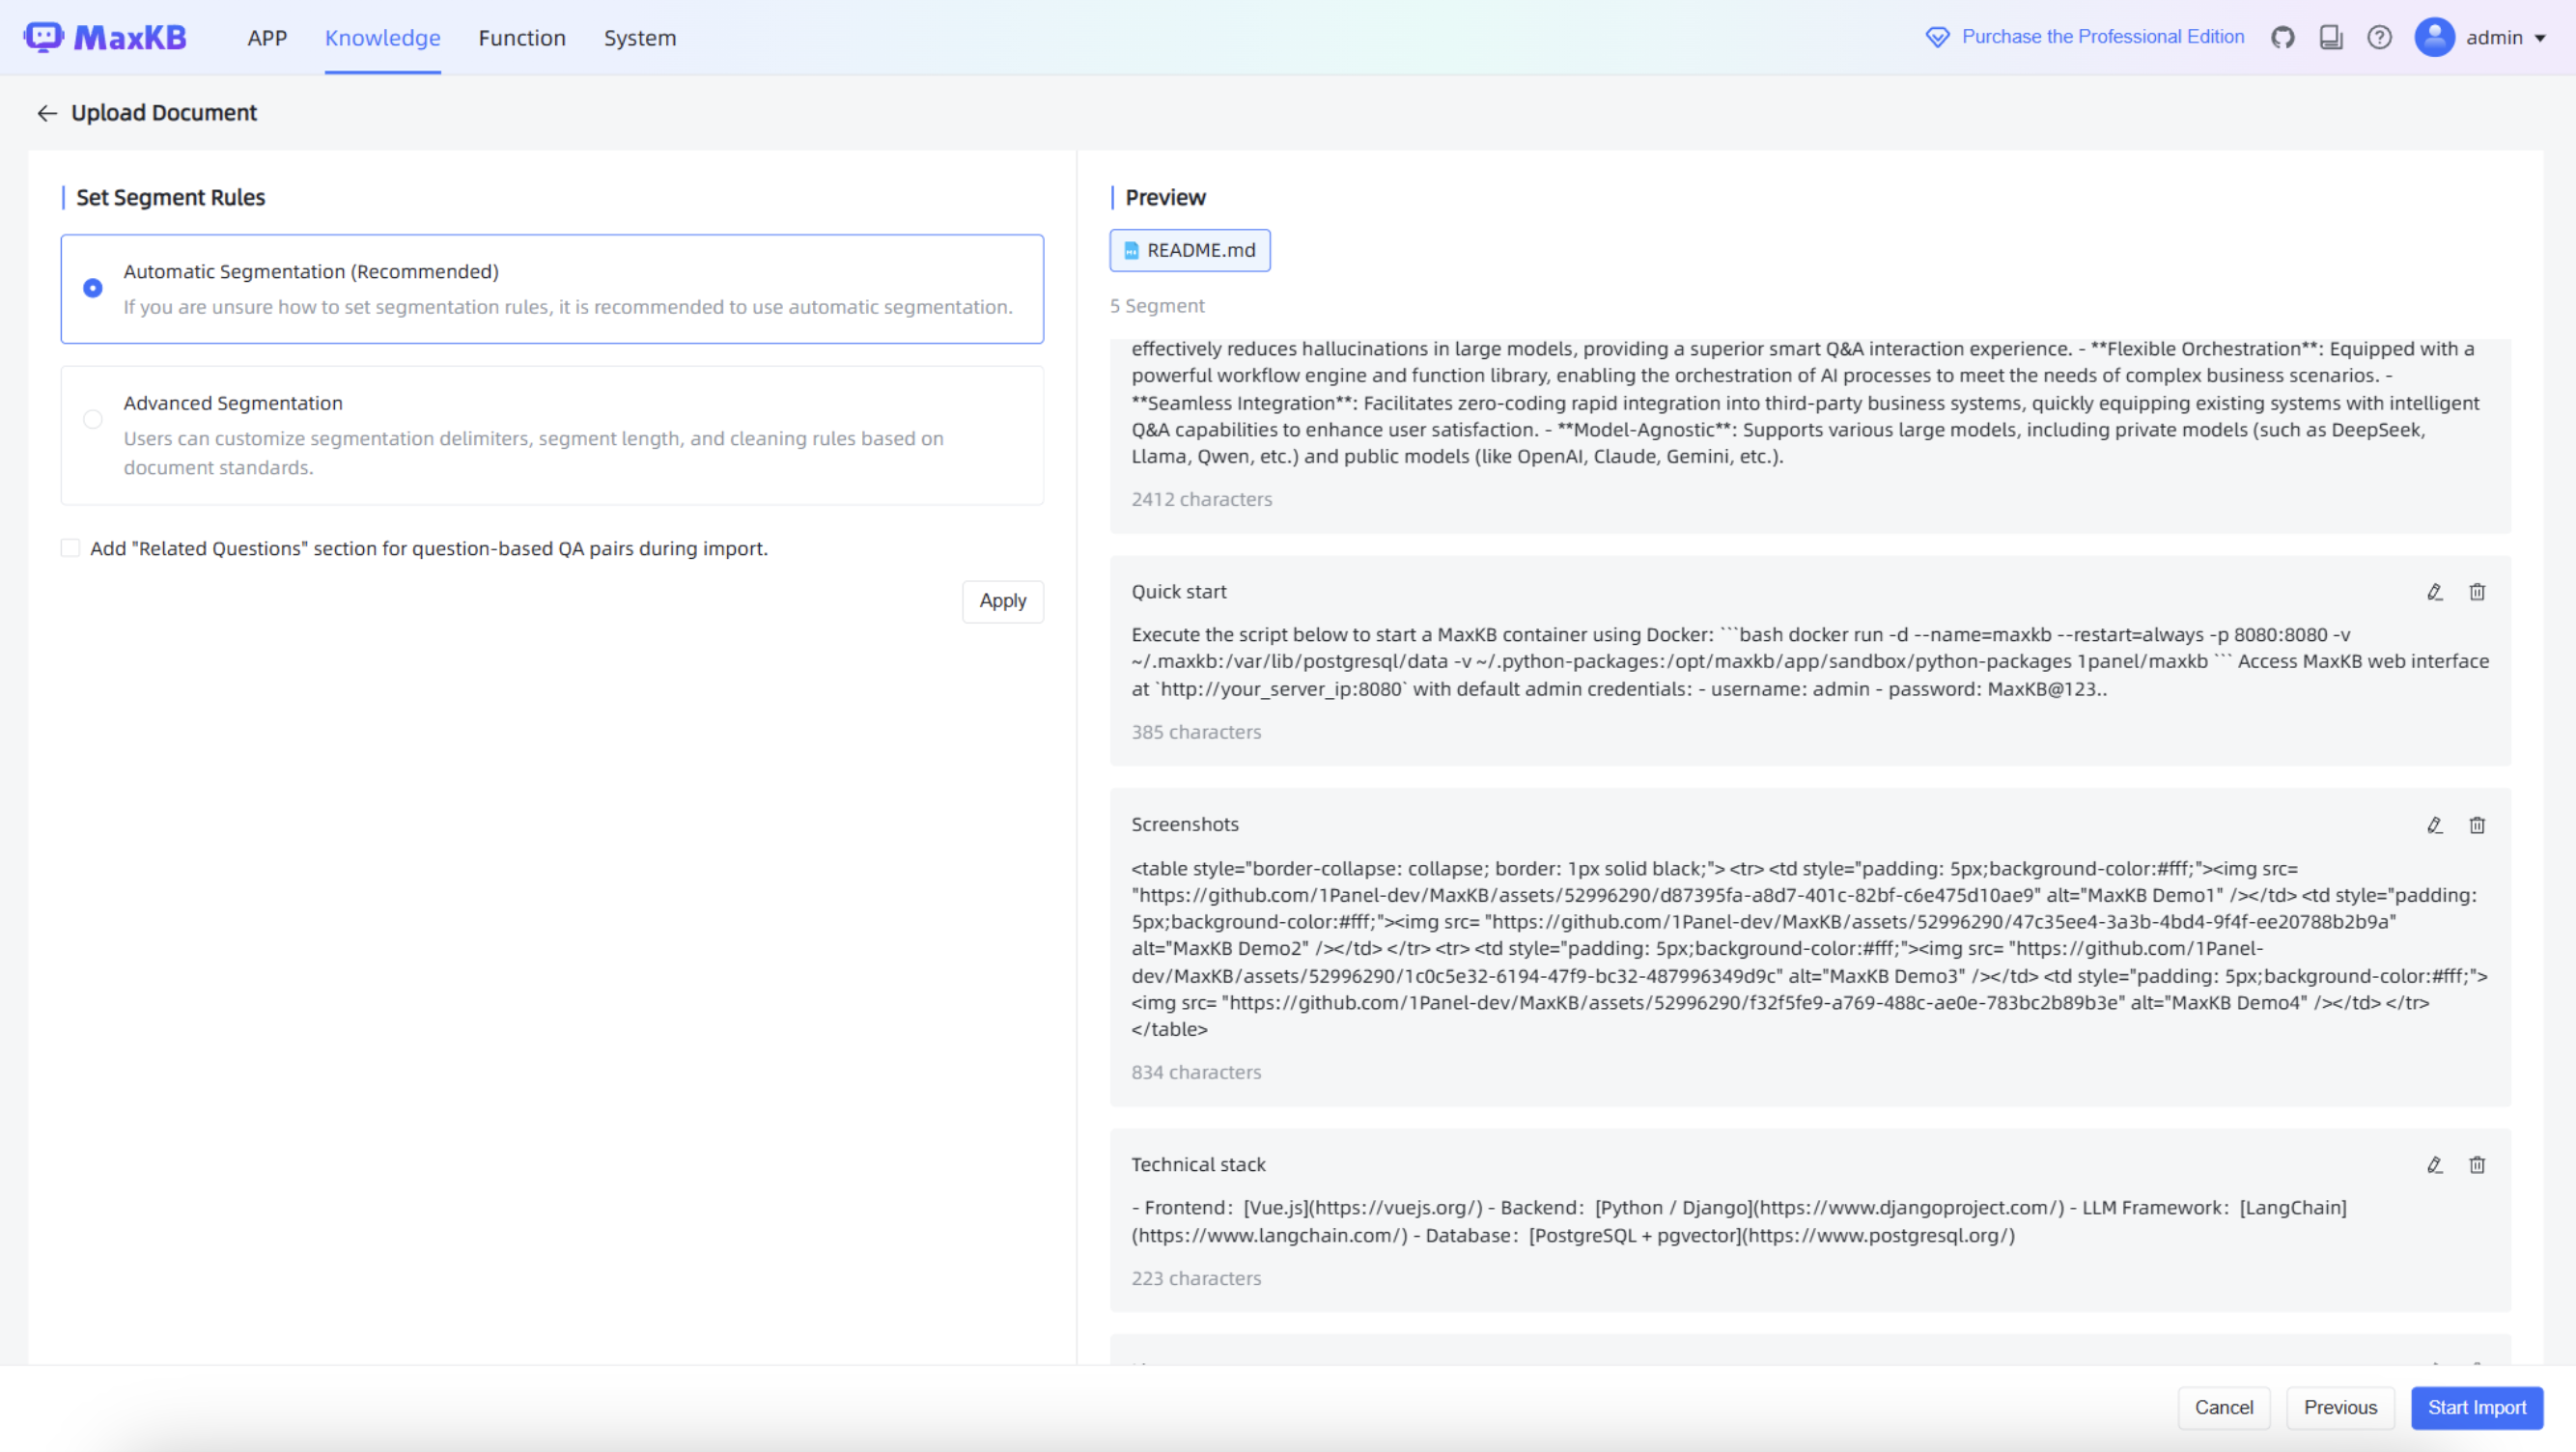 MaxKB
APP
Knowledge
Function
System
Purchase the Professional Edition
admin
Upload Document
Set Segment Rules
Automatic Segmentation (Recommended)
If you are unsure how to set segmentation rules, it is recommended to use automatic segmentation.
Advanced Segmentation
Users can customize segmentation delimiters, segment length, and cleaning rules based on
document standards.
Add "Related Questions" section for question-based QA pairs during import.
Apply
Preview
README.md
5 Segment
effectively reduces hallucinations in large models, providing a superior smart Q&A interaction experience. - **Flexible Orchestration**: Equipped with a
powerful workflow engine and function library, enabling the orchestration of AI processes to meet the needs of complex business scenarios. -
**Seamless Integration**: Facilitates zero-coding rapid integration into third-party business systems, quickly equipping existing systems with intelligent
Q&A capabilities to enhance user satisfaction. - **Model-Agnostic**: Supports various large models, including private models (such as DeepSeek,
Llama, Qwen, etc.) and public models (like OpenAI, Claude, Gemini, etc.).
2412 characters
Quick start
Execute the script below to start a MaxKB container using Docker: ```bash docker run -d --name=maxkb --restart=always -p 8080:8080 -v
~/.maxkb:/var/lib/postgresql/data -v ~/.python-packages:/opt/maxkb/app/sandbox/python-packages 1panel/maxkb ``` Access MaxKB web interface
at `http://your_server_ip:8080` with default admin credentials: - username: admin - password: MaxKB@123..
385 characters
Screenshots
<table style="border-collapse: collapse; border: 1px solid black;"> <tr> <td style="padding: 5px;background-color:#fff;"><img src=
"https://github.com/1Panel-dev/MaxKB/assets/52996290/d87395fa-a8d7-401c-82bf-c6e475d10ae9" alt="MaxKB Demo1" /></td> <td style="padding:
5px;background-color:#fff;"><img src= "https://github.com/1Panel-dev/MaxKB/assets/52996290/47c35ee4-3a3b-4bd4-9f4f-ee20788b2b9a"
alt="MaxKB Demo2" /></td> </tr> <tr> <td style="padding: 5px;background-color:#fff;"><img src= "https://github.com/1Panel-
dev/MaxKB/assets/52996290/1c0c5e32-6194-47f9-bc32-487996349d9c" alt="MaxKB Demo3" /></td> <td style="padding: 5px;background-color:#fff;">
<img src= "https://github.com/1Panel-dev/MaxKB/assets/52996290/f32f5fe9-a769-488c-ae0e-783bc2b89b3e" alt="MaxKB Demo4" /></td> </tr>
</table>
834 characters
Technical stack
- Frontend：[Vue.js](https://vuejs.org/) - Backend：[Python / Django](https://www.djangoproject.com/) - LLM Framework：[LangChain]
(https://www.langchain.com/) - Database：[PostgreSQL + pgvector](https://www.postgresql.org/)
223 characters
Cancel
Previous
Start Import